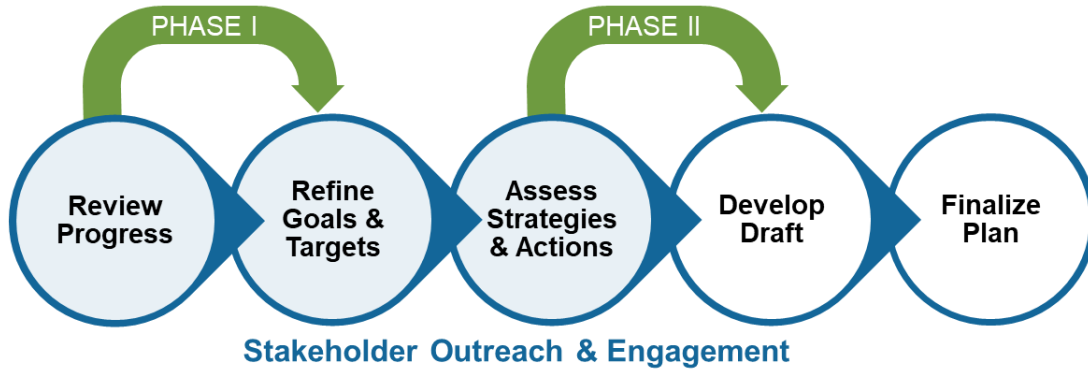 PHASE I
PHASE II
Review
Progress
Refine
Goals &
Targets
Assess
Strategies
& Actions
Develop
Draft
Finalize
Plan
Stakeholder Outreach & Engagement